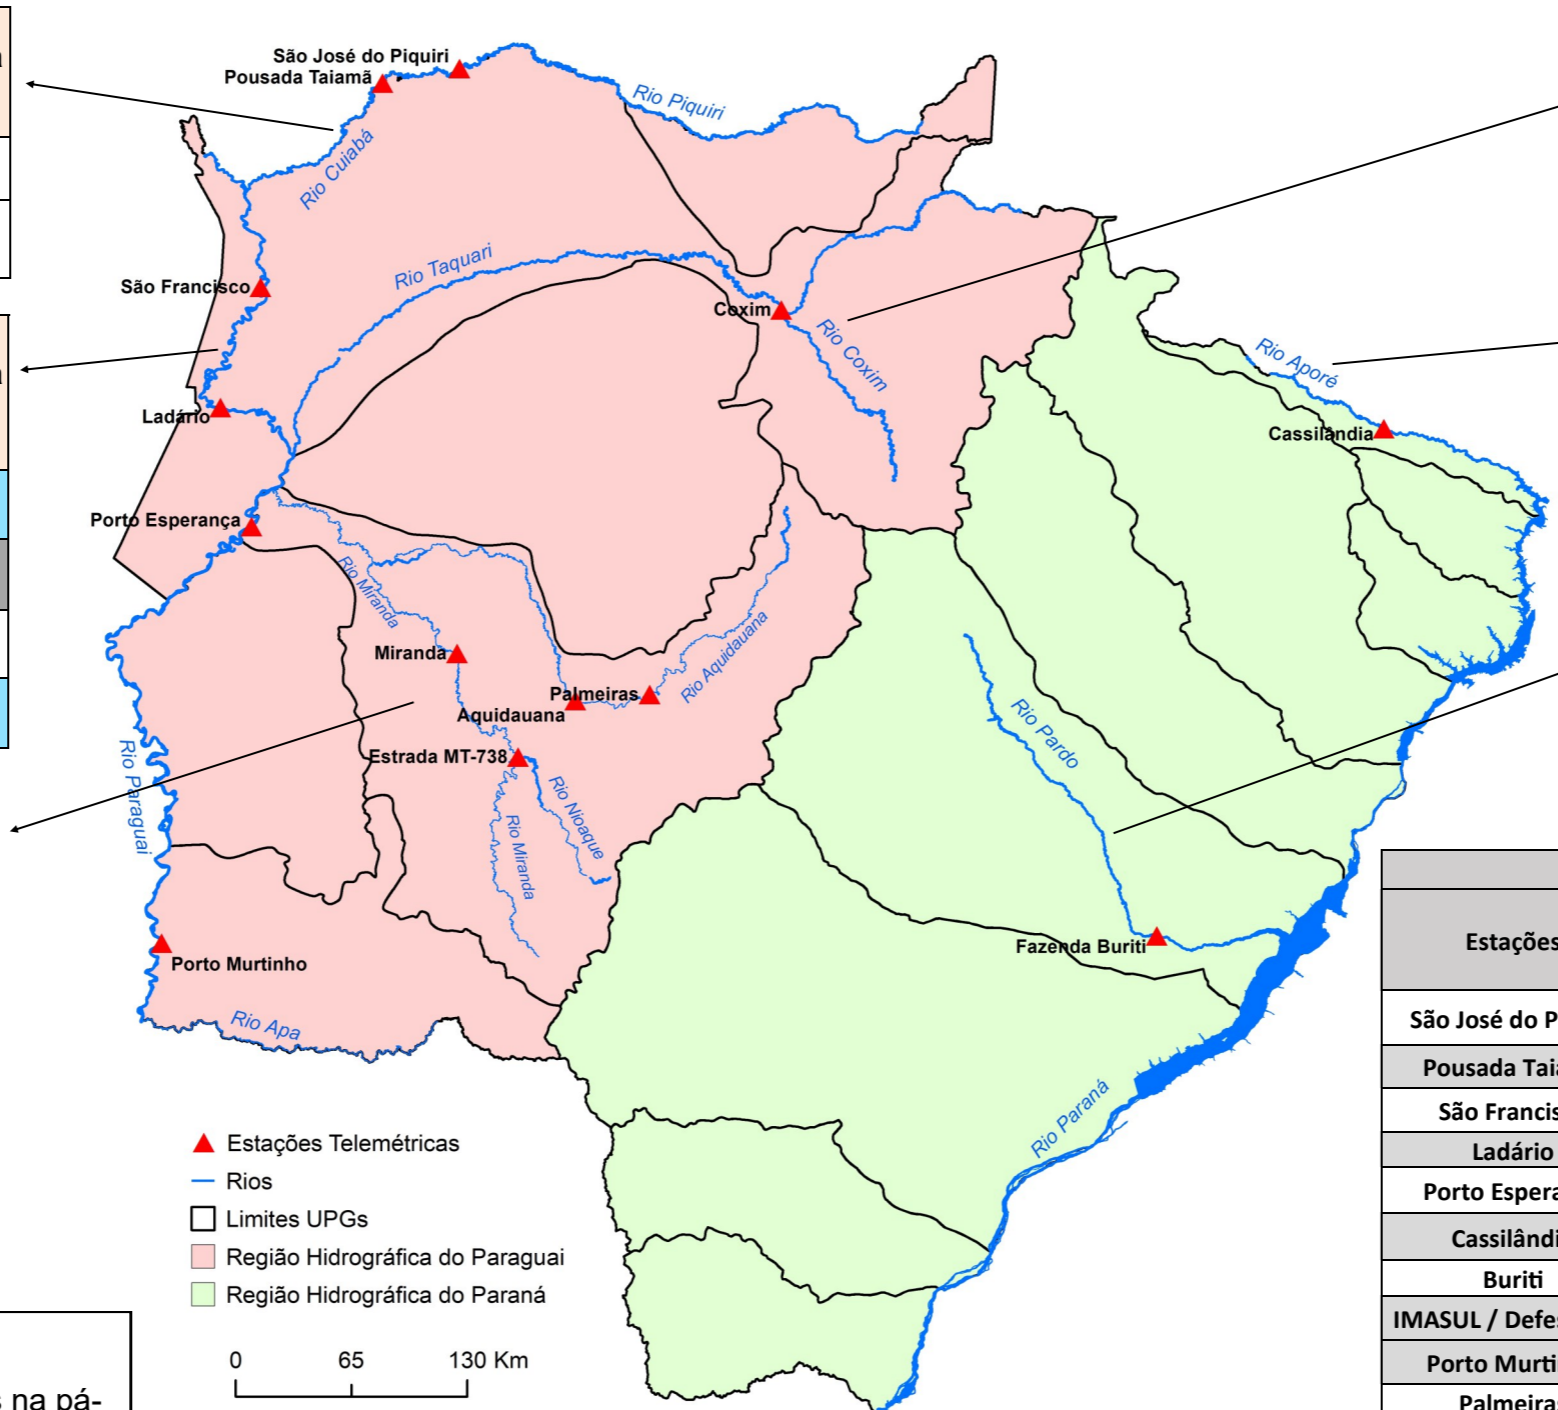 São José do Piquiri
Pousada Taiamã
Rio Piquiri
Rio Cuiabá
São Francisco
Rio Taquari
Coxim
Rio Coxim
Rio Aporé
Ladário
Cassilândia
Porto Esperança
Rio Miranda
Miranda
Rio Aquidauana
Palmeiras
Aquidauana
Rio Pardo
Rio Paraguai
Estrada MT-738
Rio Nioaque
Rio Miranda
Fazenda Buriti
Porto Murtinho
Rio Apa
Rio Paraná
Estações Telemétricas
Rios
Limites UPGs
Região Hidrográfica do Paraguai
Região Hidrográfica do Paraná
0 65 130 Km
s na pá-
Estações
São José do P
Pousada Tai
São Francis
Ladário
Porto Espera
Cassilândi
Buriti
IMASUL / Defe
Porto Murti
Palmeira